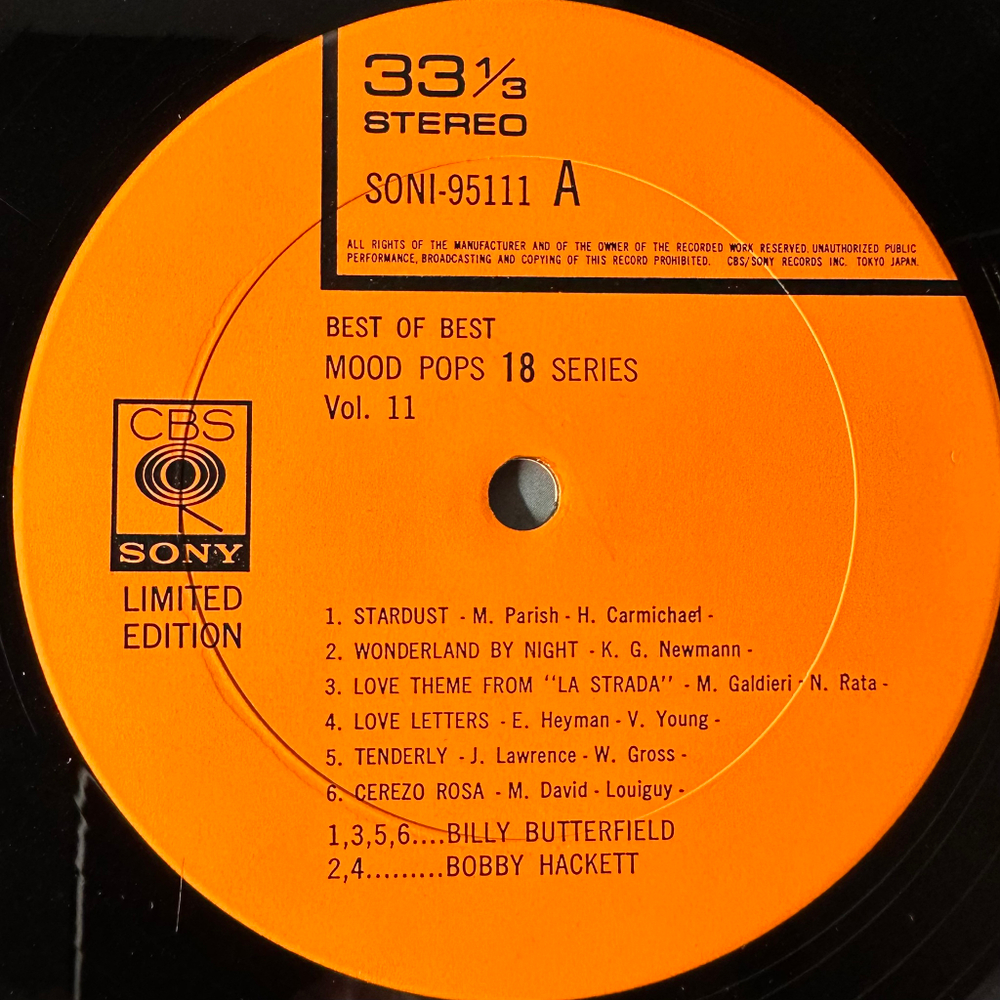 33 1/3
STEREO
SONI-95111 A
ALL RIGHTS OF THE MANUFACTURER AND OF THE OWNER OF THE RECORDED WORK RESERVED. UNAUTHORIZED PUBLIC
PERFORMANCE, BROADCASTING AND COPYING OF THIS RECORD PROHIBITED. CBS/SONY RECORDS INC. TOKYO JAPAN.
BEST OF BEST
MOOD POPS 18 SERIES
Vol. 11
CBS
SONY
LIMITED
EDITION
1. STARDUST - M. Parish - H. Carmichael -
2. WONDERLAND BY NIGHT - K. G. Newmann -
3. LOVE THEME FROM "LA STRADA" - M. Galdieri - N. Rata -
4. LOVE LETTERS - E. Heyman - V. Young -
5. TENDERLY - J. Lawrence - W. Gross -
6. CEREZO ROSA - M. David - Louiguy -
1,3,5,6....BILLY BUTTERFIELD
2,4.........BOBBY HACKETT